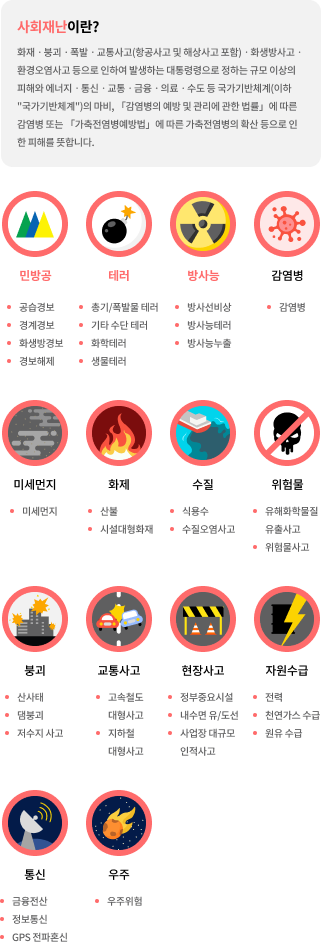 사회재난이란?
화재 · 붕괴 · 폭발 · 교통사고(항공사고 및 해상사고 포함) · 화생방사고 ·
환경오염사고 등으로 인하여 발생하는 대통령령으로 정하는 규모 이상의
피해와 에너지 · 통신 · 교통 · 금융 · 의료 · 수도 등 국가기반체계(이하
"국가기반체계")의 마비, 「감염병의 예방 및 관리에 관한 법률」에 따른
감염병 또는 「가축전염병예방법」에 따른 가축전염병의 확산 등으로 인
한 피해를 뜻합니다.
민방공
• 공습경보
• 경계경보
• 화생방경보
• 경보해제
테러
• 총기/폭발물 테러
• 기타 수단 테러
• 화학테러
• 생물테러
방사능
• 방사선비상
• 방사능테러
• 방사능누출
감염병
• 감염병
미세먼지
• 미세먼지
화제
• 산불
• 시설대형화재
수질
• 식용수
• 수질오염사고
위험물
• 유해화학물질
유출사고
• 위험물사고
붕괴
• 산사태
• 댐붕괴
• 저수지 사고
교통사고
• 고속철도
대형사고
• 지하철
대형사고
현장사고
• 정부중요시설
• 내수면 유/도선
• 사업장 대규모
인적사고
자원수급
• 전력
• 천연가스 수급
• 원유 수급
통신
• 금융전산
• 정보통신
• GPS 전파혼신
우주
• 우주위험